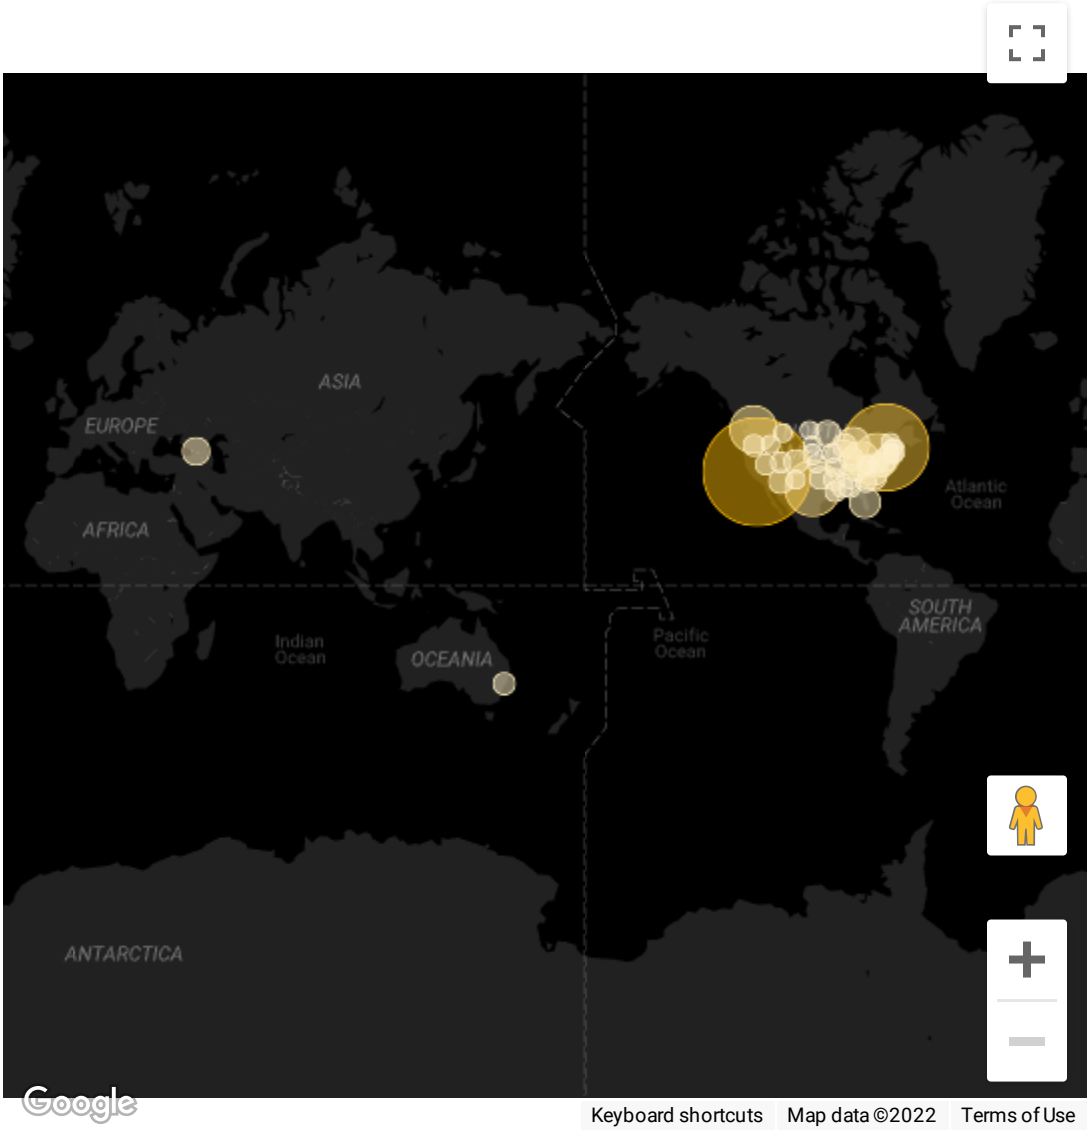 ASIA
EUROPE
AFRICA
Atlantic
Ocean
SOUTH
AMERICA
Indian
Ocean
OCEANIA
Pacific
Ocean
ANTARCTICA
Google
Keyboard shortcuts
Map data ©2022
Terms of Use